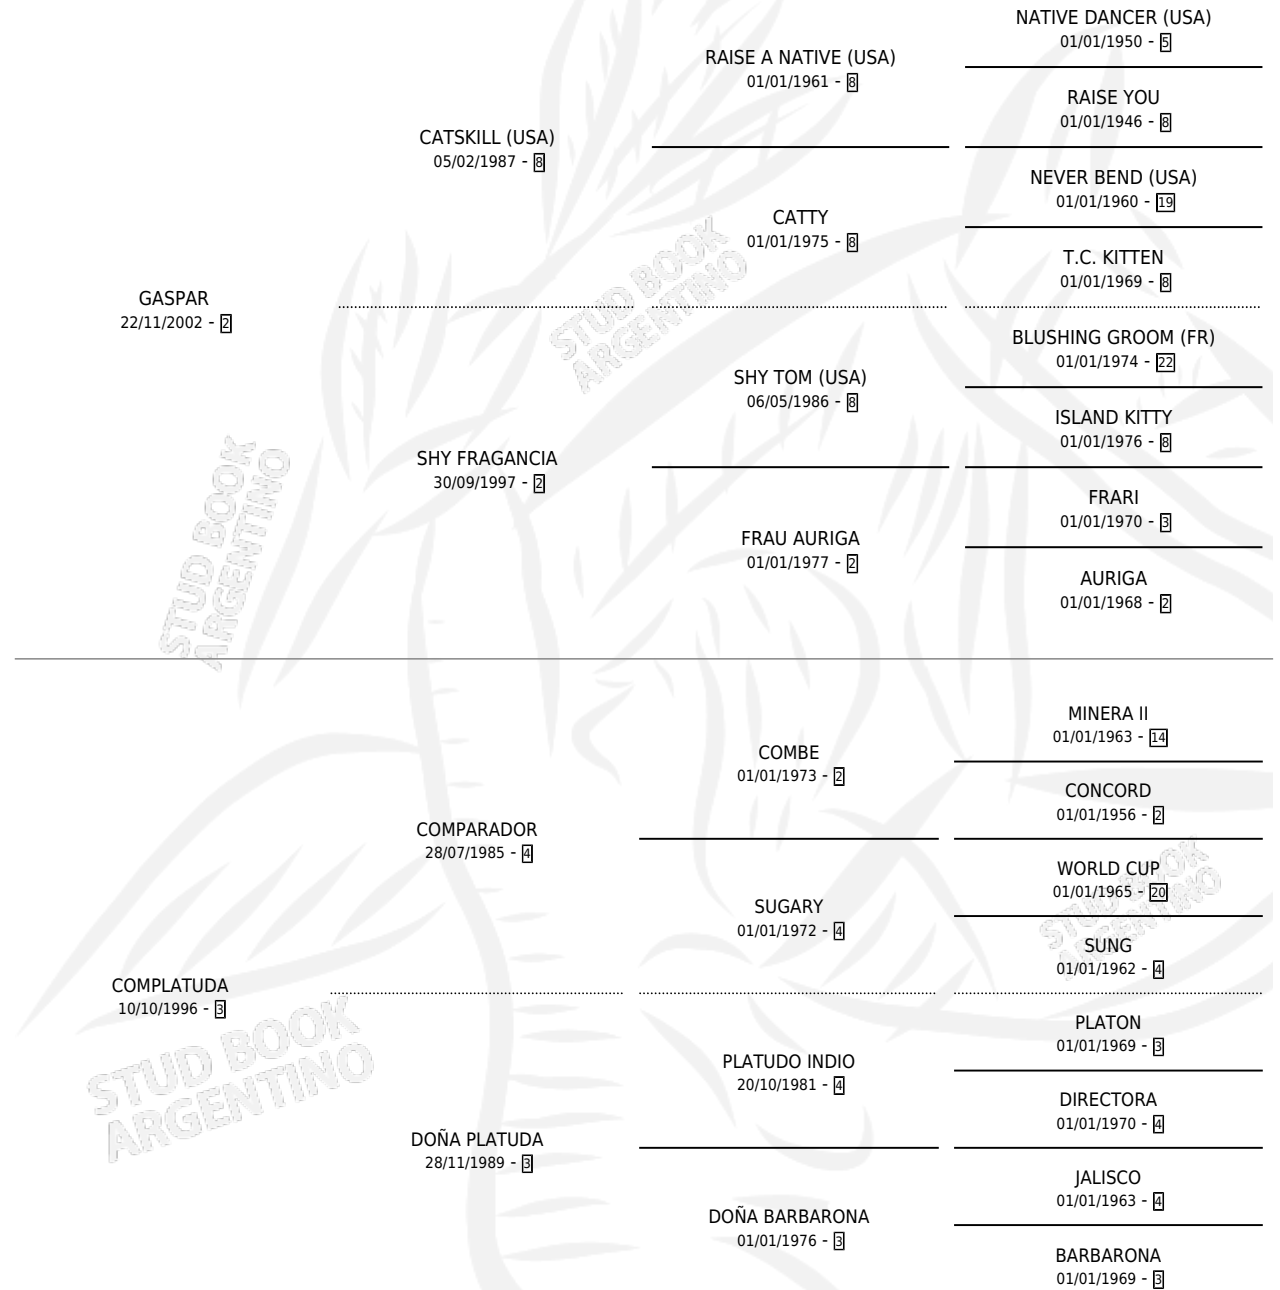 NATIVE DANCER (USA)
01/01/1950 - 5
RAISE A NATIVE (USA)
01/01/1961 - 8
RAISE YOU
01/01/1946 - 8
CATSKILL (USA)
05/02/1987 - 8
NEVER BEND (USA)
01/01/1960 - 19
CATTY
01/01/1975 - 8
T.C. KITTEN
01/01/1969 - 8
GASPAR
22/11/2002 - 2
STUD BOOK
ARGENTINO
BLUSHING GROOM (FR)
01/01/1974 - 22
SHY TOM (USA)
06/05/1986 - 8
ISLAND KITTY
01/01/1976 - 8
SHY FRAGANCIA
30/09/1997 - 2
FRARI
01/01/1970 - 3
FRAU AURIGA
01/01/1977 - 2
AURIGA
01/01/1968 - 2
STUD BOOK
ARGENTINO
MINERA II
01/01/1963 - 14
COMBE
01/01/1973 - 2
CONCORD
01/01/1956 - 2
COMPARADOR
28/07/1985 - 4
WORLD CUP
01/01/1965 - 20
SUGARY
01/01/1972 - 4
SUNG
01/01/1962 - 4
STUD BOOK
ARGENTINO
COMPLATUDA
10/10/1996 - 3
PLATON
01/01/1969 - 3
PLATUDO INDIO
20/10/1981 - 4
DIRECTORA
01/01/1970 - 4
STUD BOOK
ARGENTINO
DOÑA PLATUDA
28/11/1989 - 3
JALISCO
01/01/1963 - 4
DOÑA BARBARONA
01/01/1976 - 3
BARBARONA
01/01/1969 - 3